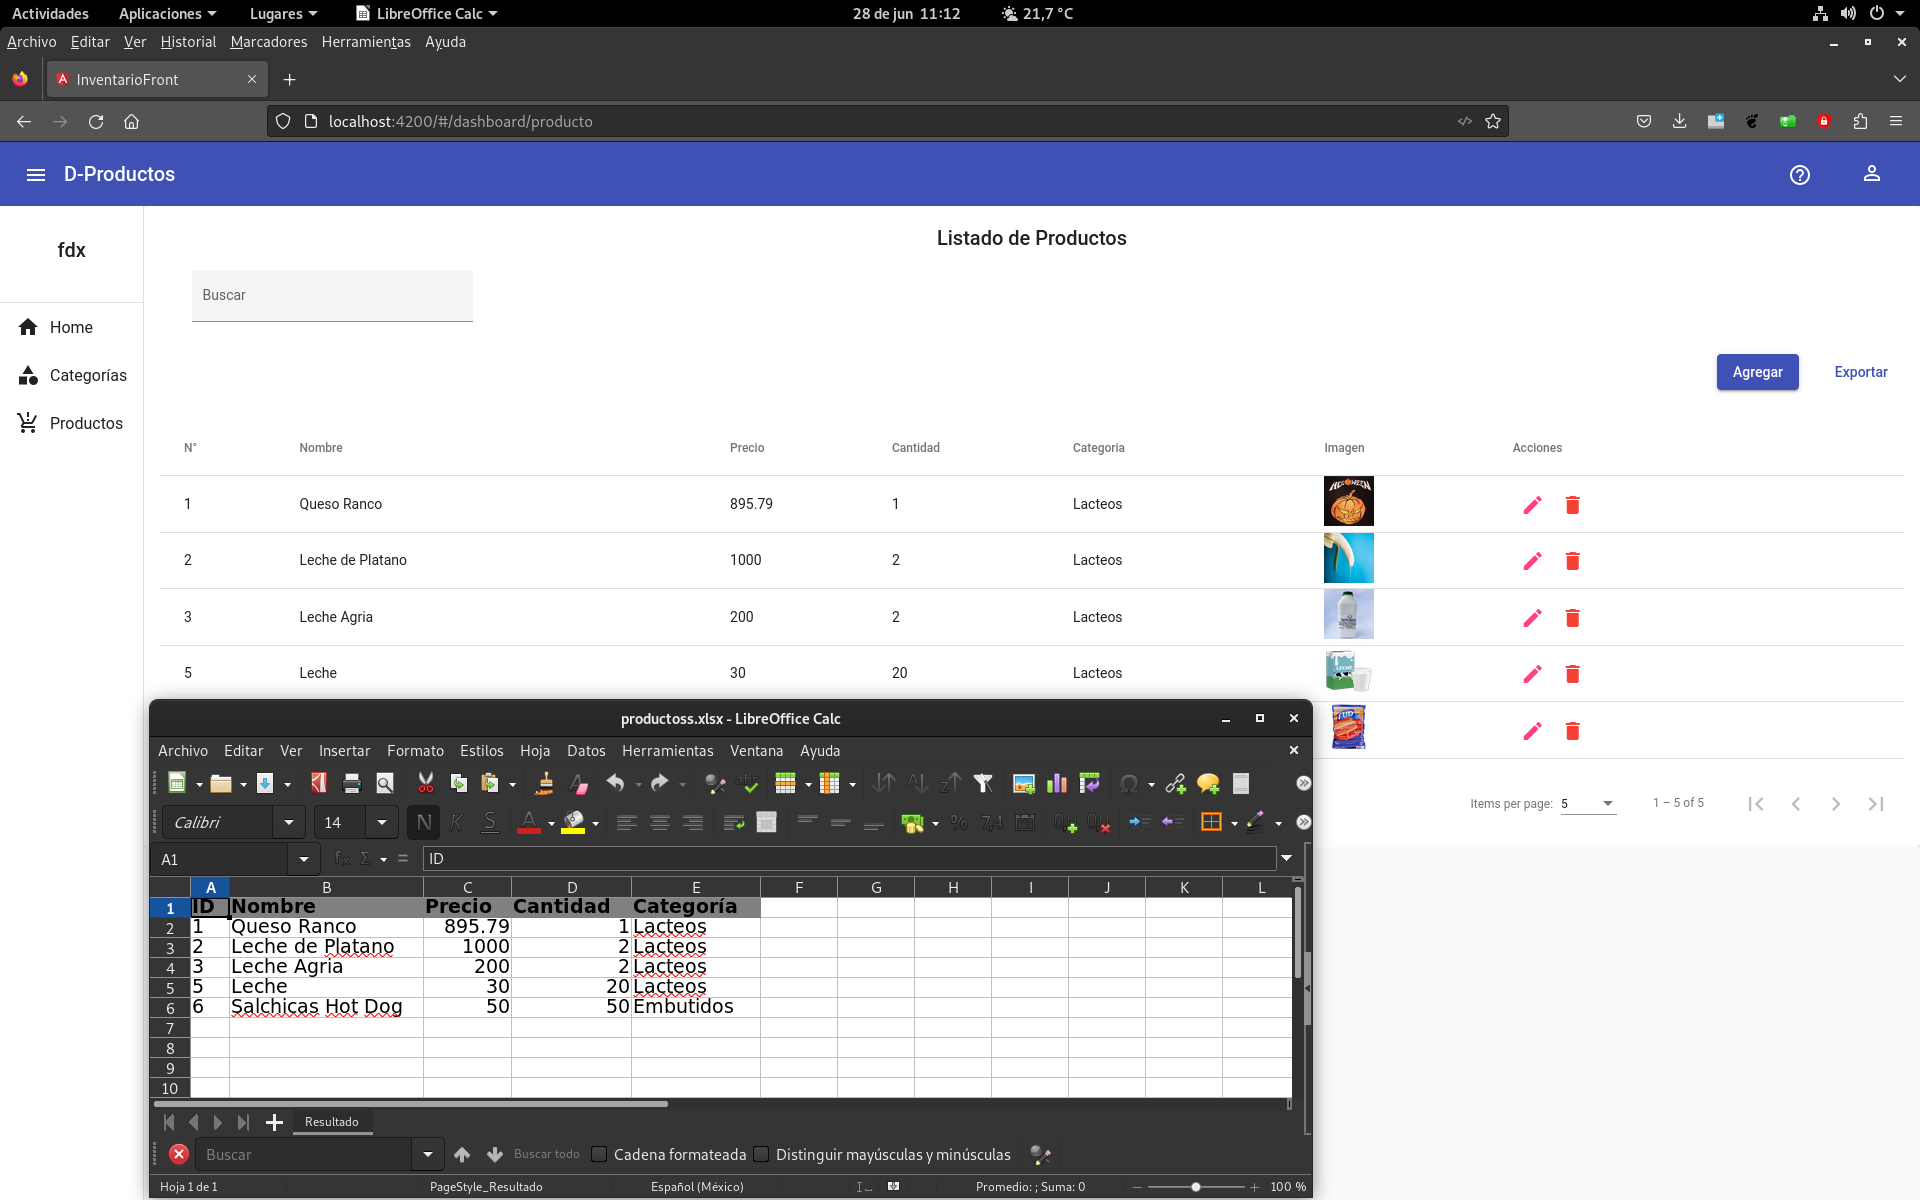 Actividades Aplicaciones Lugares LibreOffice Calc 28 de jun 11:12 21,7 °C
Archivo Editar Ver Historial Marcadores Herramientas Ayuda
InventarioFront
localhost:4200/#/dashboard/producto
D-Productos
fdx
Home
Categorías
Productos
Listado de Productos
Buscar
Agregar Exportar
N° Nombre Precio Cantidad Categoria Imagen Acciones
1 Queso Ranco 895.79 1 Lacteos
HELLOWEEN
2 Leche de Platano 1000 2 Lacteos
3 Leche Agria 200 2 Lacteos
5 Leche 30 20 Lacteos
LECHE
Items per page: 5 1 – 5 of 5
productoss.xlsx - LibreOffice Calc
Archivo Editar Ver Insertar Formato Estilos Hoja Datos Herramientas Ventana Ayuda
Calibri 14 N K S
A1 ID
A B C D E F G H I J K L
1 ID Nombre Precio Cantidad Categoría
2 1 Queso Ranco 895.79 1 Lacteos
3 2 Leche de Platano 1000 2 Lacteos
4 3 Leche Agria 200 2 Lacteos
5 5 Leche 30 20 Lacteos
6 6 Salchicas Hot Dog 50 50 Embutidos
7
8
9
10
Resultado
Buscar Buscar todo Cadena formateada Distinguir mayúsculas y minúsculas
Hoja 1 de 1 PageStyle_Resultado Español (México) Promedio: ; Suma: 0 100 %